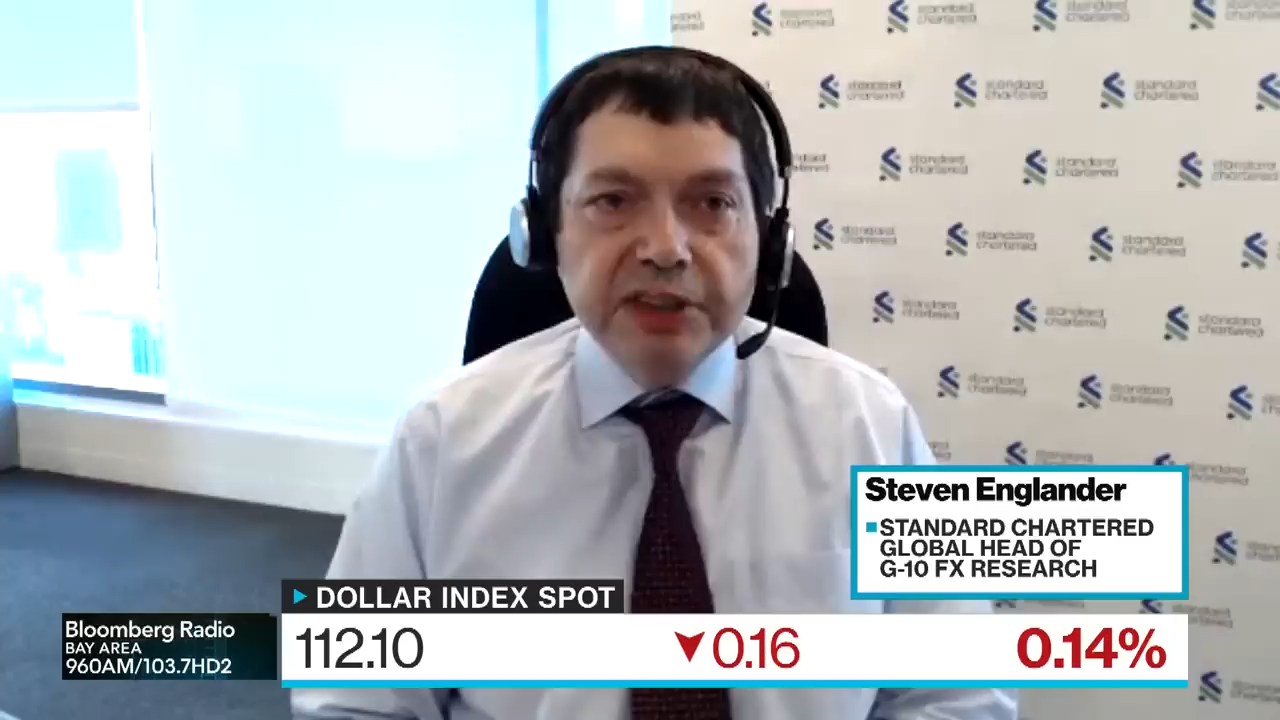 standard
chartered
Steven Englander
STANDARD CHARTERED
GLOBAL HEAD OF
G-10 FX RESEARCH
DOLLAR INDEX SPOT
Bloomberg Radio
BAY AREA
960AM/103.7HD2
112.10
0.16
0.14%